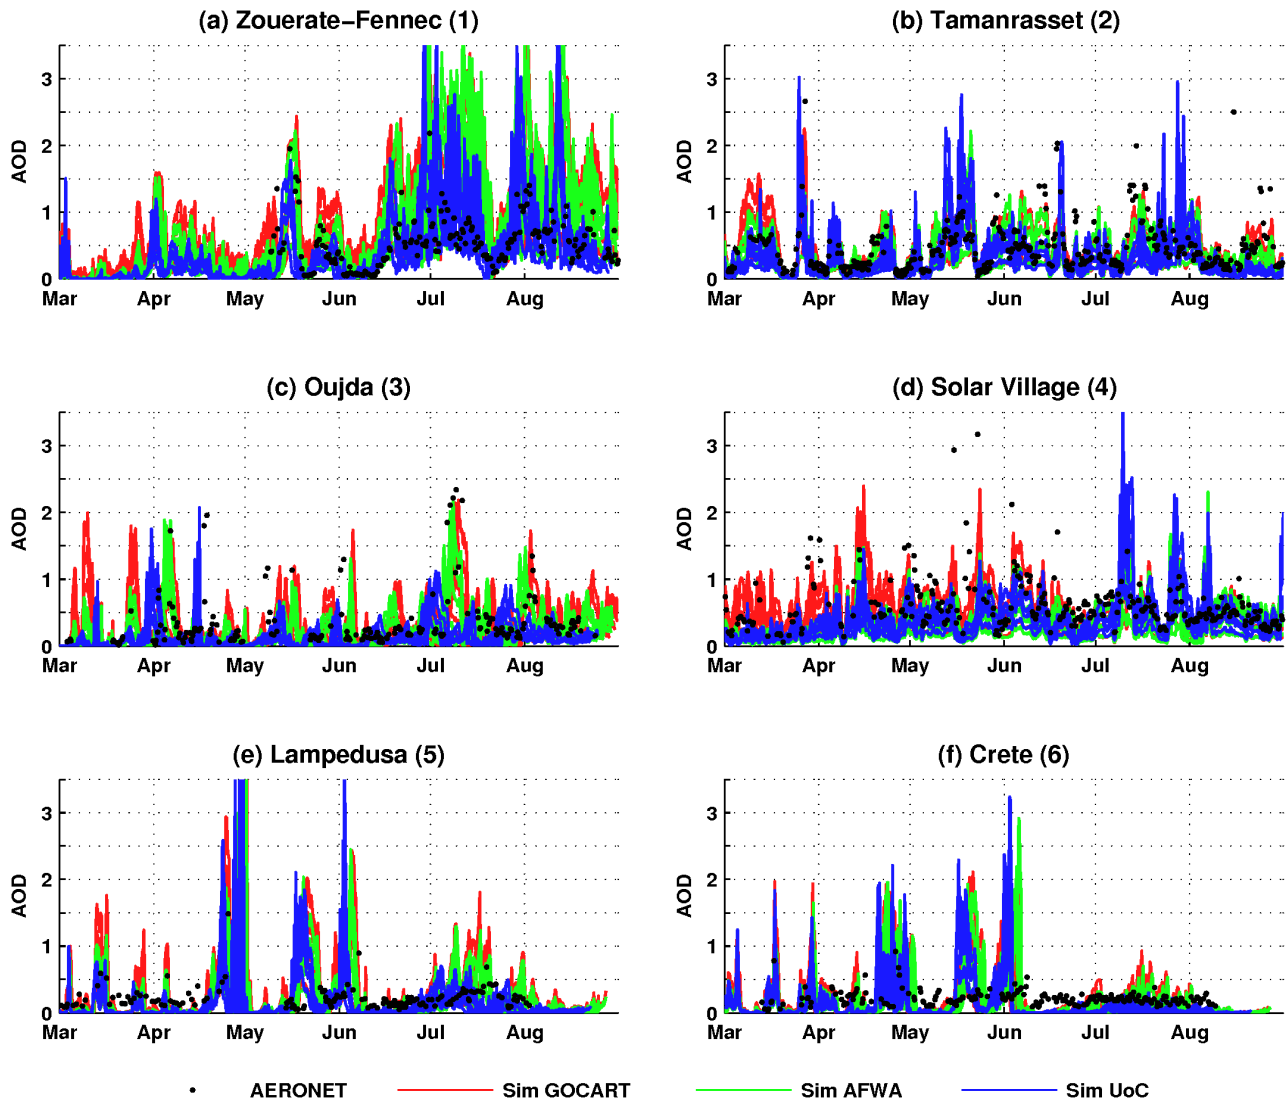 (a) Zouerate−Fennec (1)
AOD
3
2
1
0
Mar Apr May Jun Jul Aug
(b) Tamanrasset (2)
AOD
3
2
1
0
Mar Apr May Jun Jul Aug
(c) Oujda (3)
AOD
3
2
1
0
Mar Apr May Jun Jul Aug
(d) Solar Village (4)
AOD
3
2
1
0
Mar Apr May Jun Jul Aug
(e) Lampedusa (5)
AOD
3
2
1
0
Mar Apr May Jun Jul Aug
(f) Crete (6)
AOD
3
2
1
0
Mar Apr May Jun Jul Aug
AERONET Sim GOCART Sim AFWA Sim UoC